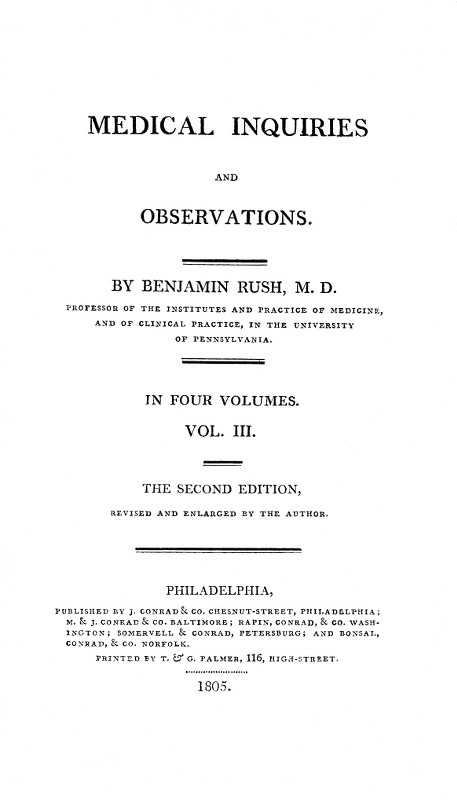 MEDICAL INQUIRIES
AND
OBSERVATIONS.
BY BENJAMIN RUSH, M. D.
PROFESSOR OF THE INSTITUTES AND PRACTICE OF MEDICINE,
AND OF CLINICAL PRACTICE, IN THE UNIVERSITY
OF PENNSYLVANIA.
IN FOUR VOLUMES.
VOL. III.
THE SECOND EDITION,
REVISED AND ENLARGED BY THE AUTHOR.
PHILADELPHIA,
PUBLISHED BY J. CONRAD & CO. CHESNUT-STREET, PHILADELPHIA;
M. & J. CONRAD & CO. BALTIMORE; RAPIN, CONRAD, & CO. WASH-
INGTON; SOMERVELL & CONRAD, PETERSBURG; AND BONSAL,
CONRAD, & CO. NORFOLK.
PRINTED BY T. & G. PALMER, 116, HIGH-STREET.
1805.